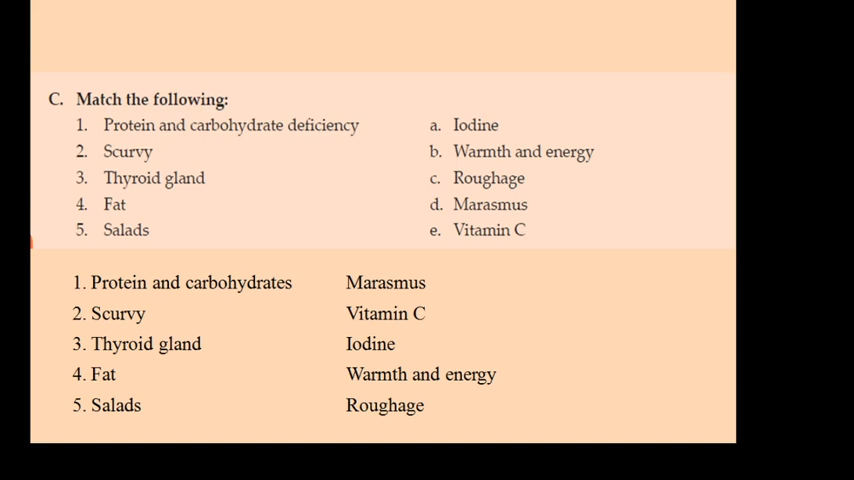 C. Match the following:
1. Protein and carbohydrate deficiency a. Iodine
2. Scurvy b. Warmth and energy
3. Thyroid gland c. Roughage
4. Fat d. Marasmus
5. Salads e. Vitamin C
1. Protein and carbohydrates Marasmus
2. Scurvy Vitamin C
3. Thyroid gland Iodine
4. Fat Warmth and energy
5. Salads Roughage